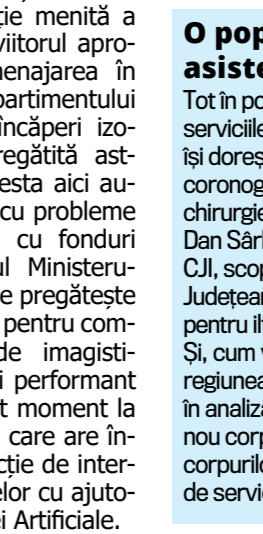 ție menită a
viitorul apro-
menajarea în
partimentului
încăperi izo-
regătită ast-
esta aici au-
cu probleme
cu fonduri
ul Ministeru-
e pregătește
pentru com-
de imagisti-
i performant
t moment la
care are în-
cție de inter-
elor cu ajuto-
ei Artificiale.
O pop
asiste
Tot în po
serviciile
își doreș
coronog
chirurgie
Dan Sârb
CJI, scop
Județean
pentru ilf
Și, cum v
regiunea
în analiza
nou corp
corpurilo
de servic